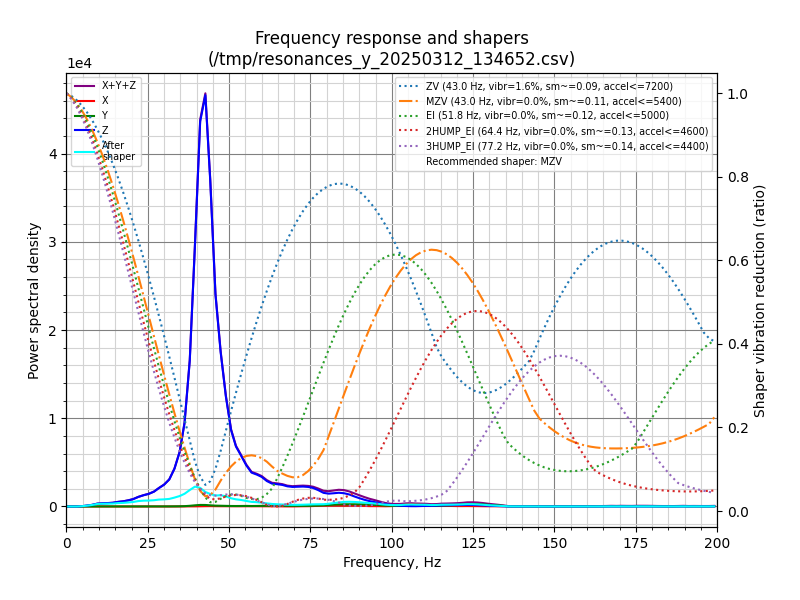 Frequency response and shapers
(/tmp/resonances_y_20250312_134652.csv)
1e4
X+Y+Z
X
Y
Z
After
shaper
ZV (43.0 Hz, vibr=1.6%, sm~=0.09, accel<=7200)
MZV (43.0 Hz, vibr=0.0%, sm~=0.11, accel<=5400)
EI (51.8 Hz, vibr=0.0%, sm~=0.12, accel<=5000)
2HUMP_EI (64.4 Hz, vibr=0.0%, sm~=0.13, accel<=4600)
3HUMP_EI (77.2 Hz, vibr=0.0%, sm~=0.14, accel<=4400)
Recommended shaper: MZV
Power spectral density
4
3
2
1
0
1.0
0.8
0.6
0.4
0.2
0.0
Shaper vibration reduction (ratio)
0 25 50 75 100 125 150 175 200
Frequency, Hz